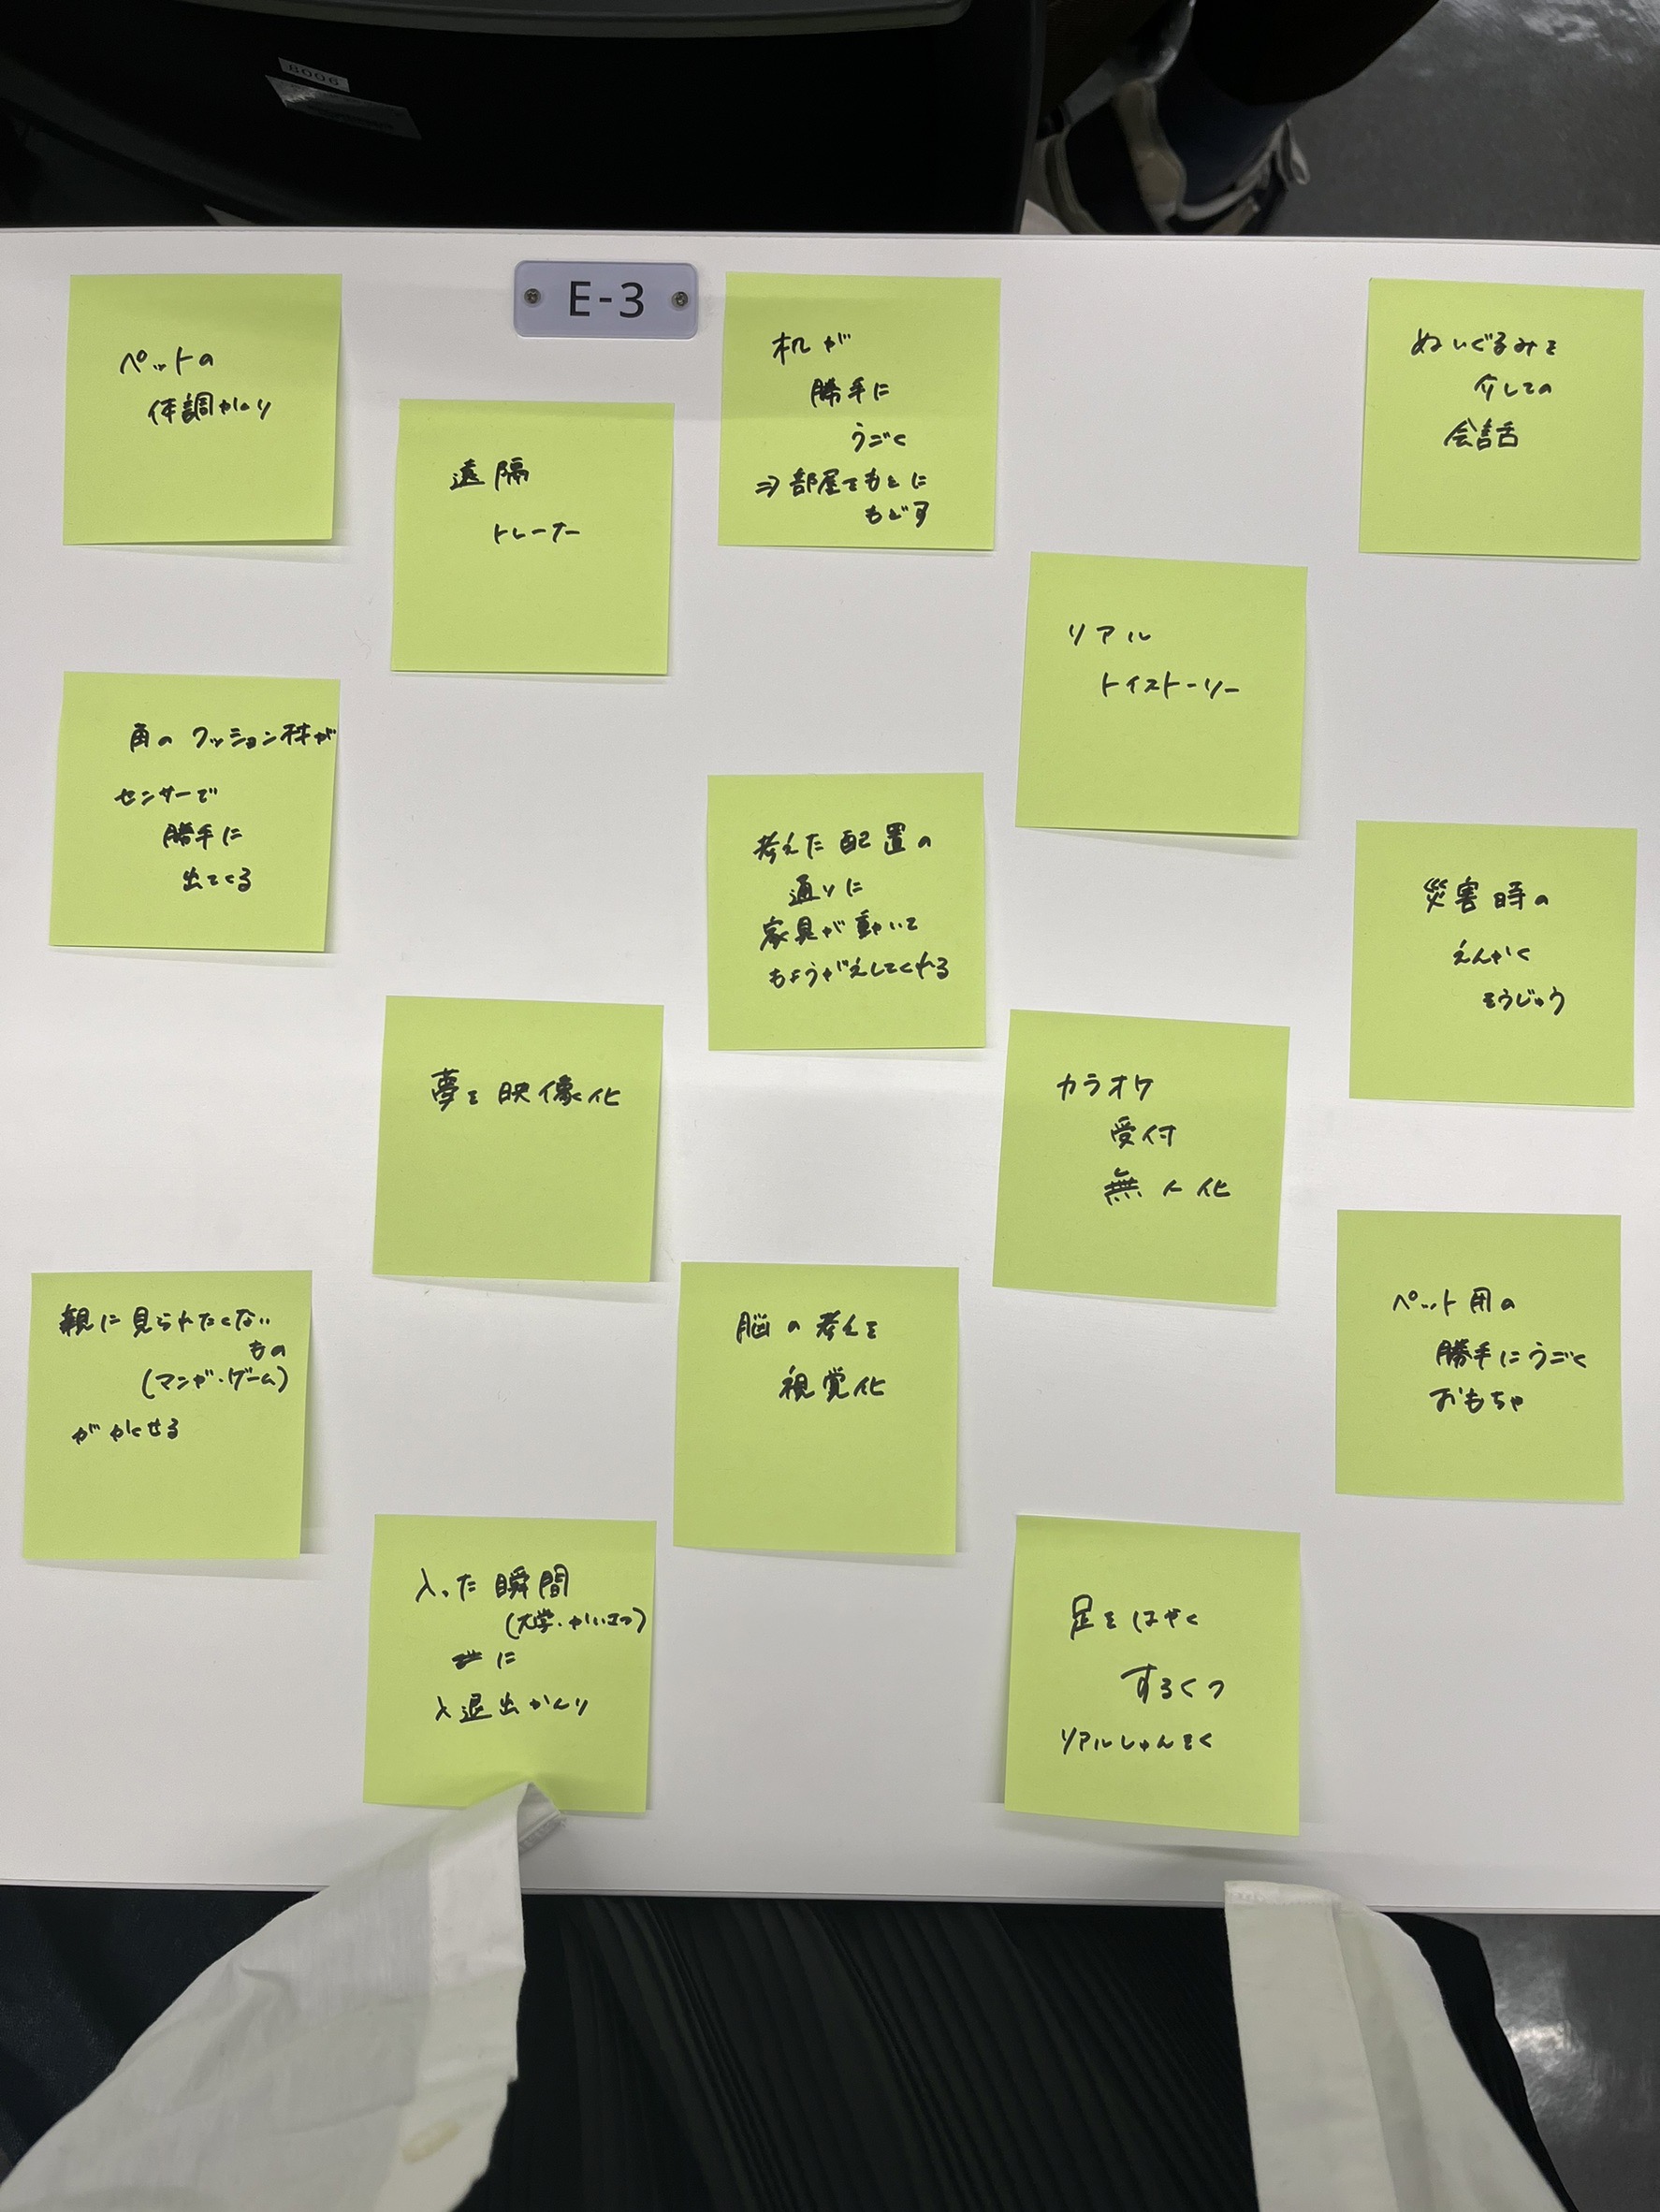 8006
E-3
ペットの
体調かんり
遠隔
トレーナー
机が
勝手に
うごく
⇒部屋をもとに
もどす
ぬいぐるみを
介しての
会話
リアル
トイストーリー
角のクッション材が
センサーで
勝手に
出てくる
考えた配置の
通りに
家具が動いて
もようがえしてくれる
災害時の
えんかく
そうじゅう
夢を映像化
カラオケ
受付
無人化
親に見られたくない
もの
(マンガ・ゲーム)
がかくせる
脳の考えを
視覚化
ペット用の
勝手にうごく
おもちゃ
入った瞬間
(大学・かいさつ)
に
入退出かんり
足をはやく
するくつ
リアルしゅんそく